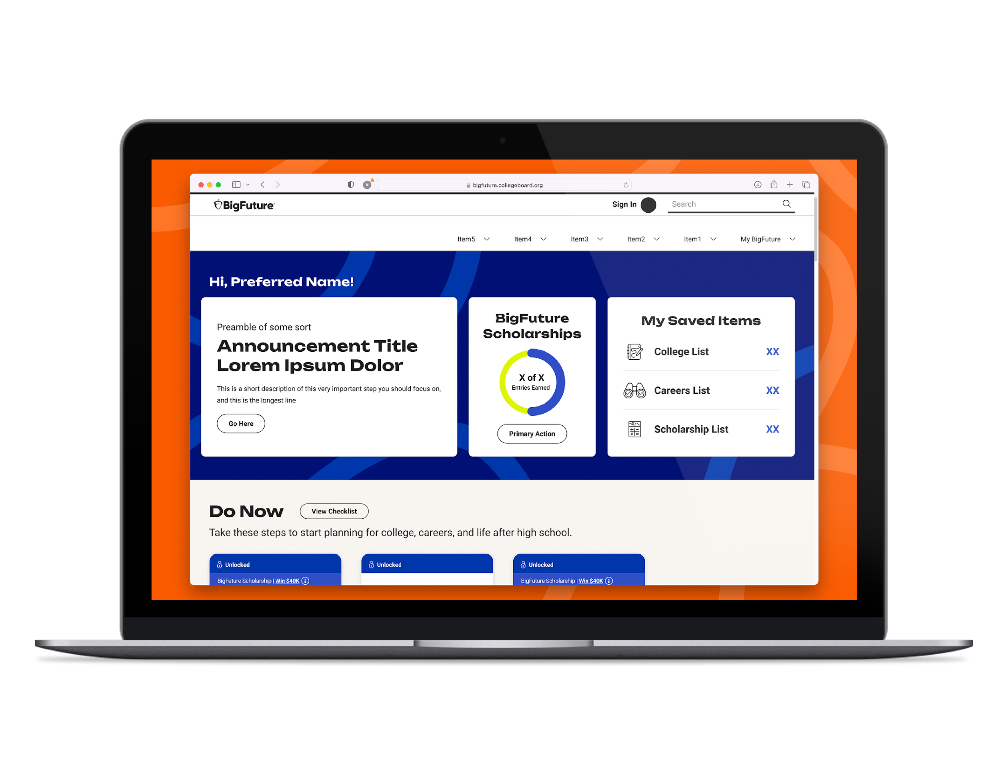 bigfuture.collegeboard.org
BigFuture
Sign In
Search
Item5
Item4
Item3
Item2
Item1
My BigFuture
Hi, Preferred Name!
Preamble of some sort
Announcement Title
Lorem Ipsum Dolor
This is a short description of this very important step you should focus on,
and this is the longest line
Go Here
BigFuture
Scholarships
X of X
Entries Earned
Primary Action
My Saved Items
College List XX
Careers List XX
Scholarship List XX
Do Now
View Checklist
Take these steps to start planning for college, careers, and life after high school.
Unlocked
BigFuture Scholarship | Win $40K
Unlocked
Unlocked
BigFuture Scholarship | Win $40K